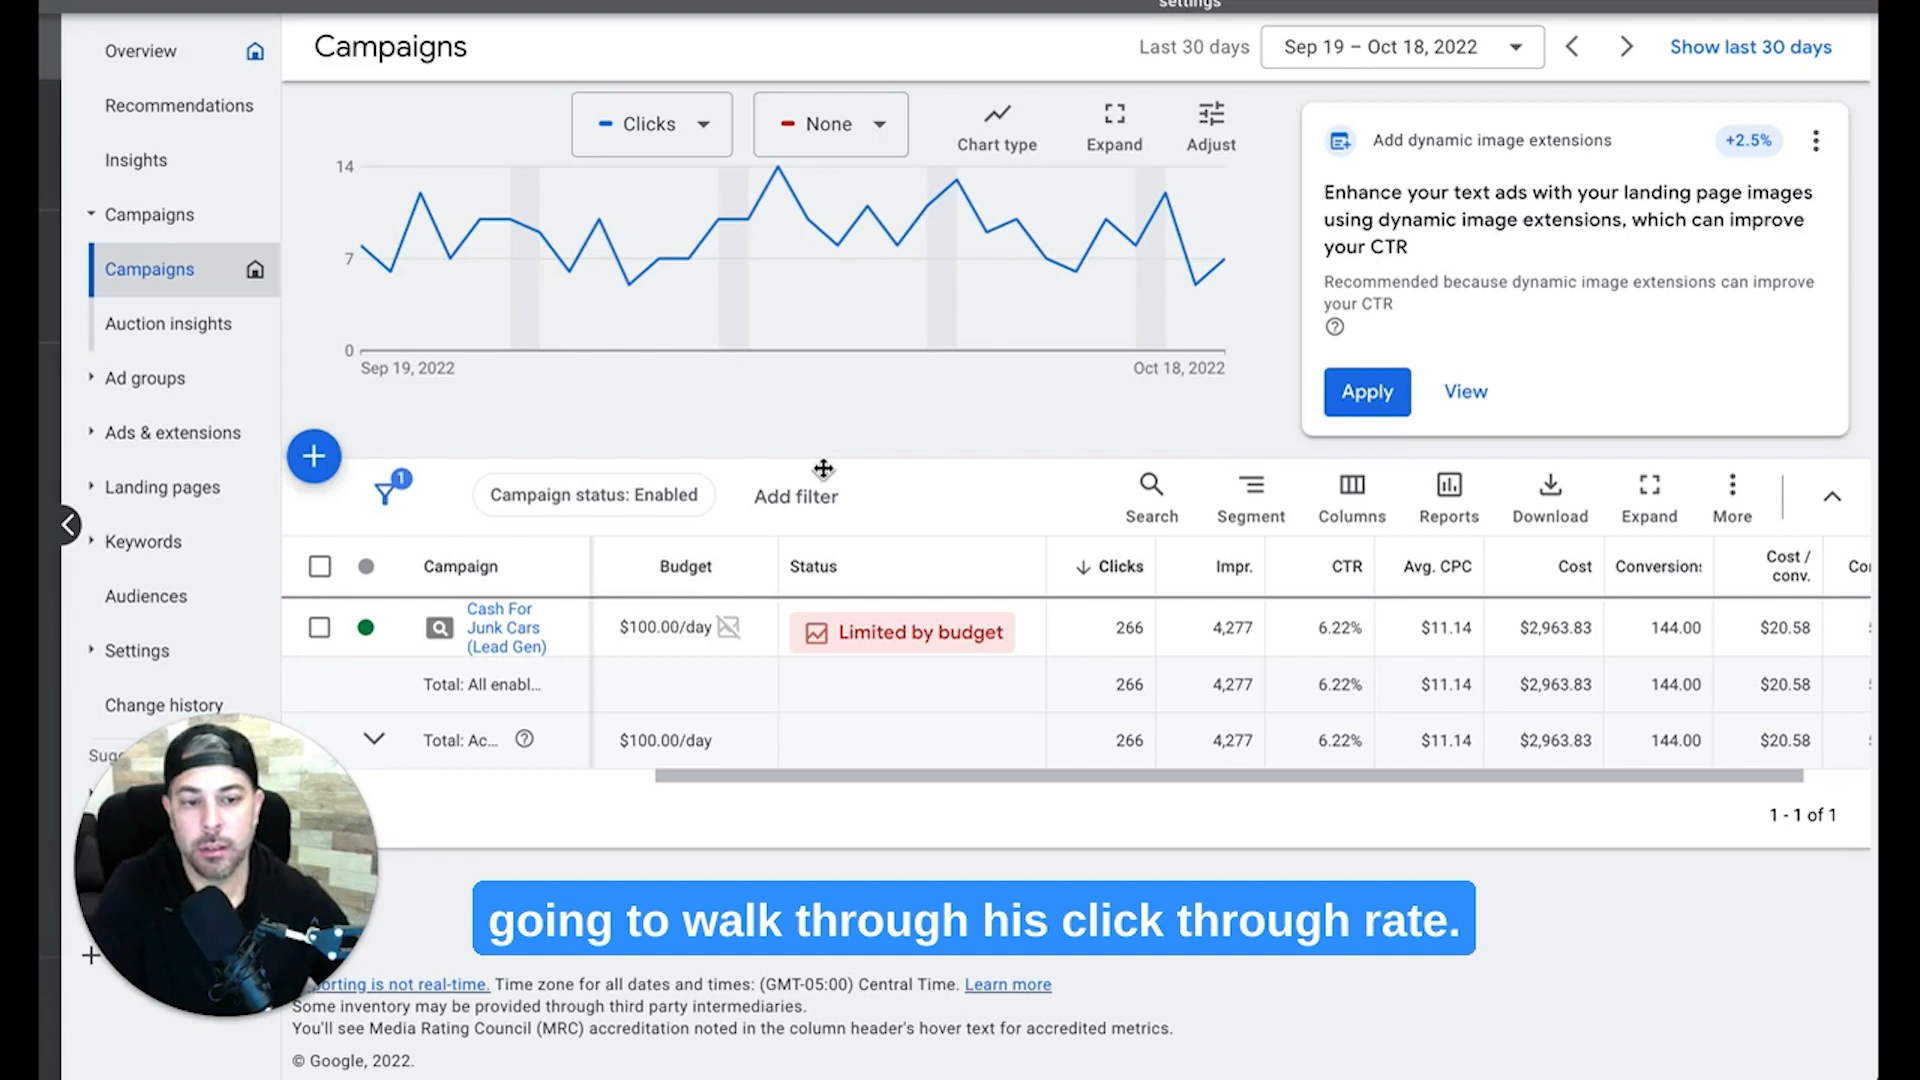 settings
Overview
Recommendations
Insights
Campaigns
Campaigns
Auction insights
Ad groups
Ads & extensions
Landing pages
Keywords
Audiences
Settings
Change history
Campaigns
Last 30 days
Sep 19 – Oct 18, 2022
Show last 30 days
Clicks
None
Chart type
Expand
Adjust
14
7
0
Sep 19, 2022
Oct 18, 2022
Add dynamic image extensions
+2.5%
Enhance your text ads with your landing page images
using dynamic image extensions, which can improve
your CTR
Recommended because dynamic image extensions can improve
your CTR
Apply
View
1
Campaign status: Enabled
Add filter
Search
Segment
Columns
Reports
Download
Expand
More
Campaign
Budget
Status
Clicks
Impr.
CTR
Avg. CPC
Cost
Conversions
Cost /
conv.
Cash For
Junk Cars
(Lead Gen)
$100.00/day
Limited by budget
266
4,277
6.22%
$11.14
$2,963.83
144.00
$20.58
Total: All enabl...
266
4,277
6.22%
$11.14
$2,963.83
144.00
$20.58
Total: Ac...
$100.00/day
266
4,277
6.22%
$11.14
$2,963.83
144.00
$20.58
1 - 1 of 1
going to walk through his click through rate.
orting is not real-time. Time zone for all dates and times: (GMT-05:00) Central Time. Learn more
Some inventory may be provided through third party intermediaries.
You'll see Media Rating Council (MRC) accreditation noted in the column header's hover text for accredited metrics.
© Google, 2022.